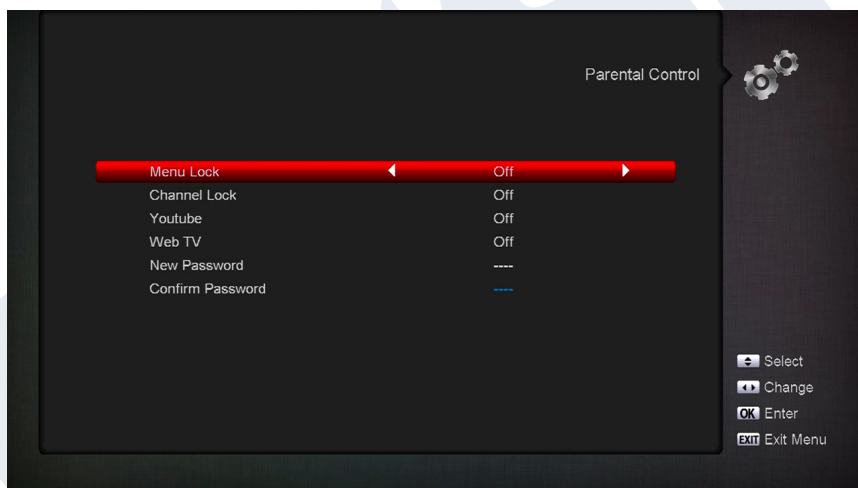 Parental Control
Menu Lock Off
Channel Lock Off
Youtube Off
Web TV Off
New Password ----
Confirm Password ----
Select
Change
OK Enter
EXIT Exit Menu